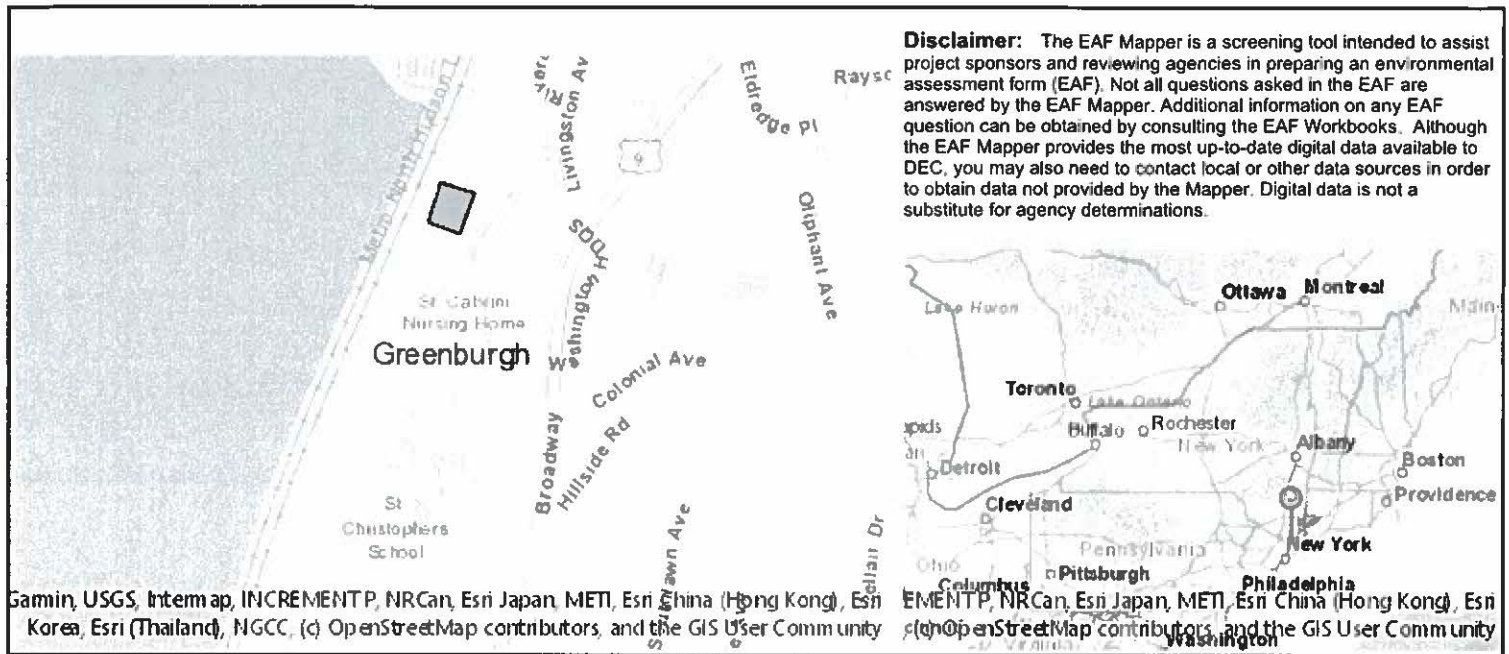 Disclaimer: The EAF Mapper is a screening tool intended to assist
project sponsors and reviewing agencies in preparing an environmental
assessment form (EAF). Not all questions asked in the EAF are
answered by the EAF Mapper. Additional information on any EAF
question can be obtained by consulting the EAF Workbooks. Although
the EAF Mapper provides the most up-to-date digital data available to
DEC, you may also need to contact local or other data sources in order
to obtain data not provided by the Mapper. Digital data is not a
substitute for agency determinations.
Livingston Av
9
Eldredge Pl
Metro North Hudson
Oliphant Ave
Washington
St Cabrini
Nursing Home
Greenburgh
Colonial Ave
Broadway
Hillside Rd
St
Christophers
School
Garmin, USGS, Intermap, INCREMENT P, NRCan, Esri Japan, METI, Esri China (Hong Kong), Esri
Korea, Esri (Thailand), NGCC, (c) OpenStreetMap contributors, and the GIS User Community
Ottawa
Montreal
Lake Huron
Toronto
Lake Ontario
Buffalo
Rochester
New York
Albany
Boston
Detroit
Providence
Cleveland
New York
Pennsylvania
Ohio
Columbus
Pittsburgh
Philadelphia
EMENT P, NRCan, Esri Japan, METI, Esri China (Hong Kong), Esri
OpenStreetMap contributors, and the GIS User Community
Washington